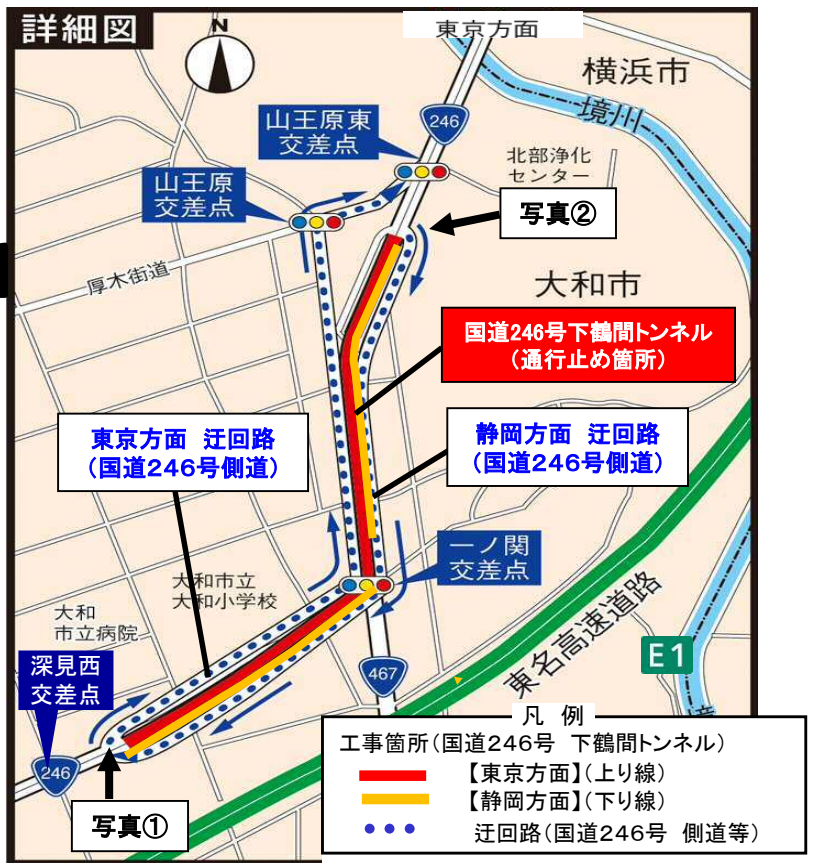 詳細図
N
東京方面
横浜市
境川
246
山王原東
交差点
北部浄化
センター
山王原
交差点
写真②
厚木街道
大和市
国道246号下鶴間トンネル
(通行止め箇所)
東京方面 迂回路
(国道246号側道)
静岡方面 迂回路
(国道246号側道)
一ノ関
交差点
大和市立
大和小学校
大和
市立病院
東名高速道路
E1
深見西
交差点
467
246
写真①
境
凡 例
工事箇所(国道246号 下鶴間トンネル)
【東京方面】(上り線)
【静岡方面】(下り線)
迂回路(国道246号 側道等)